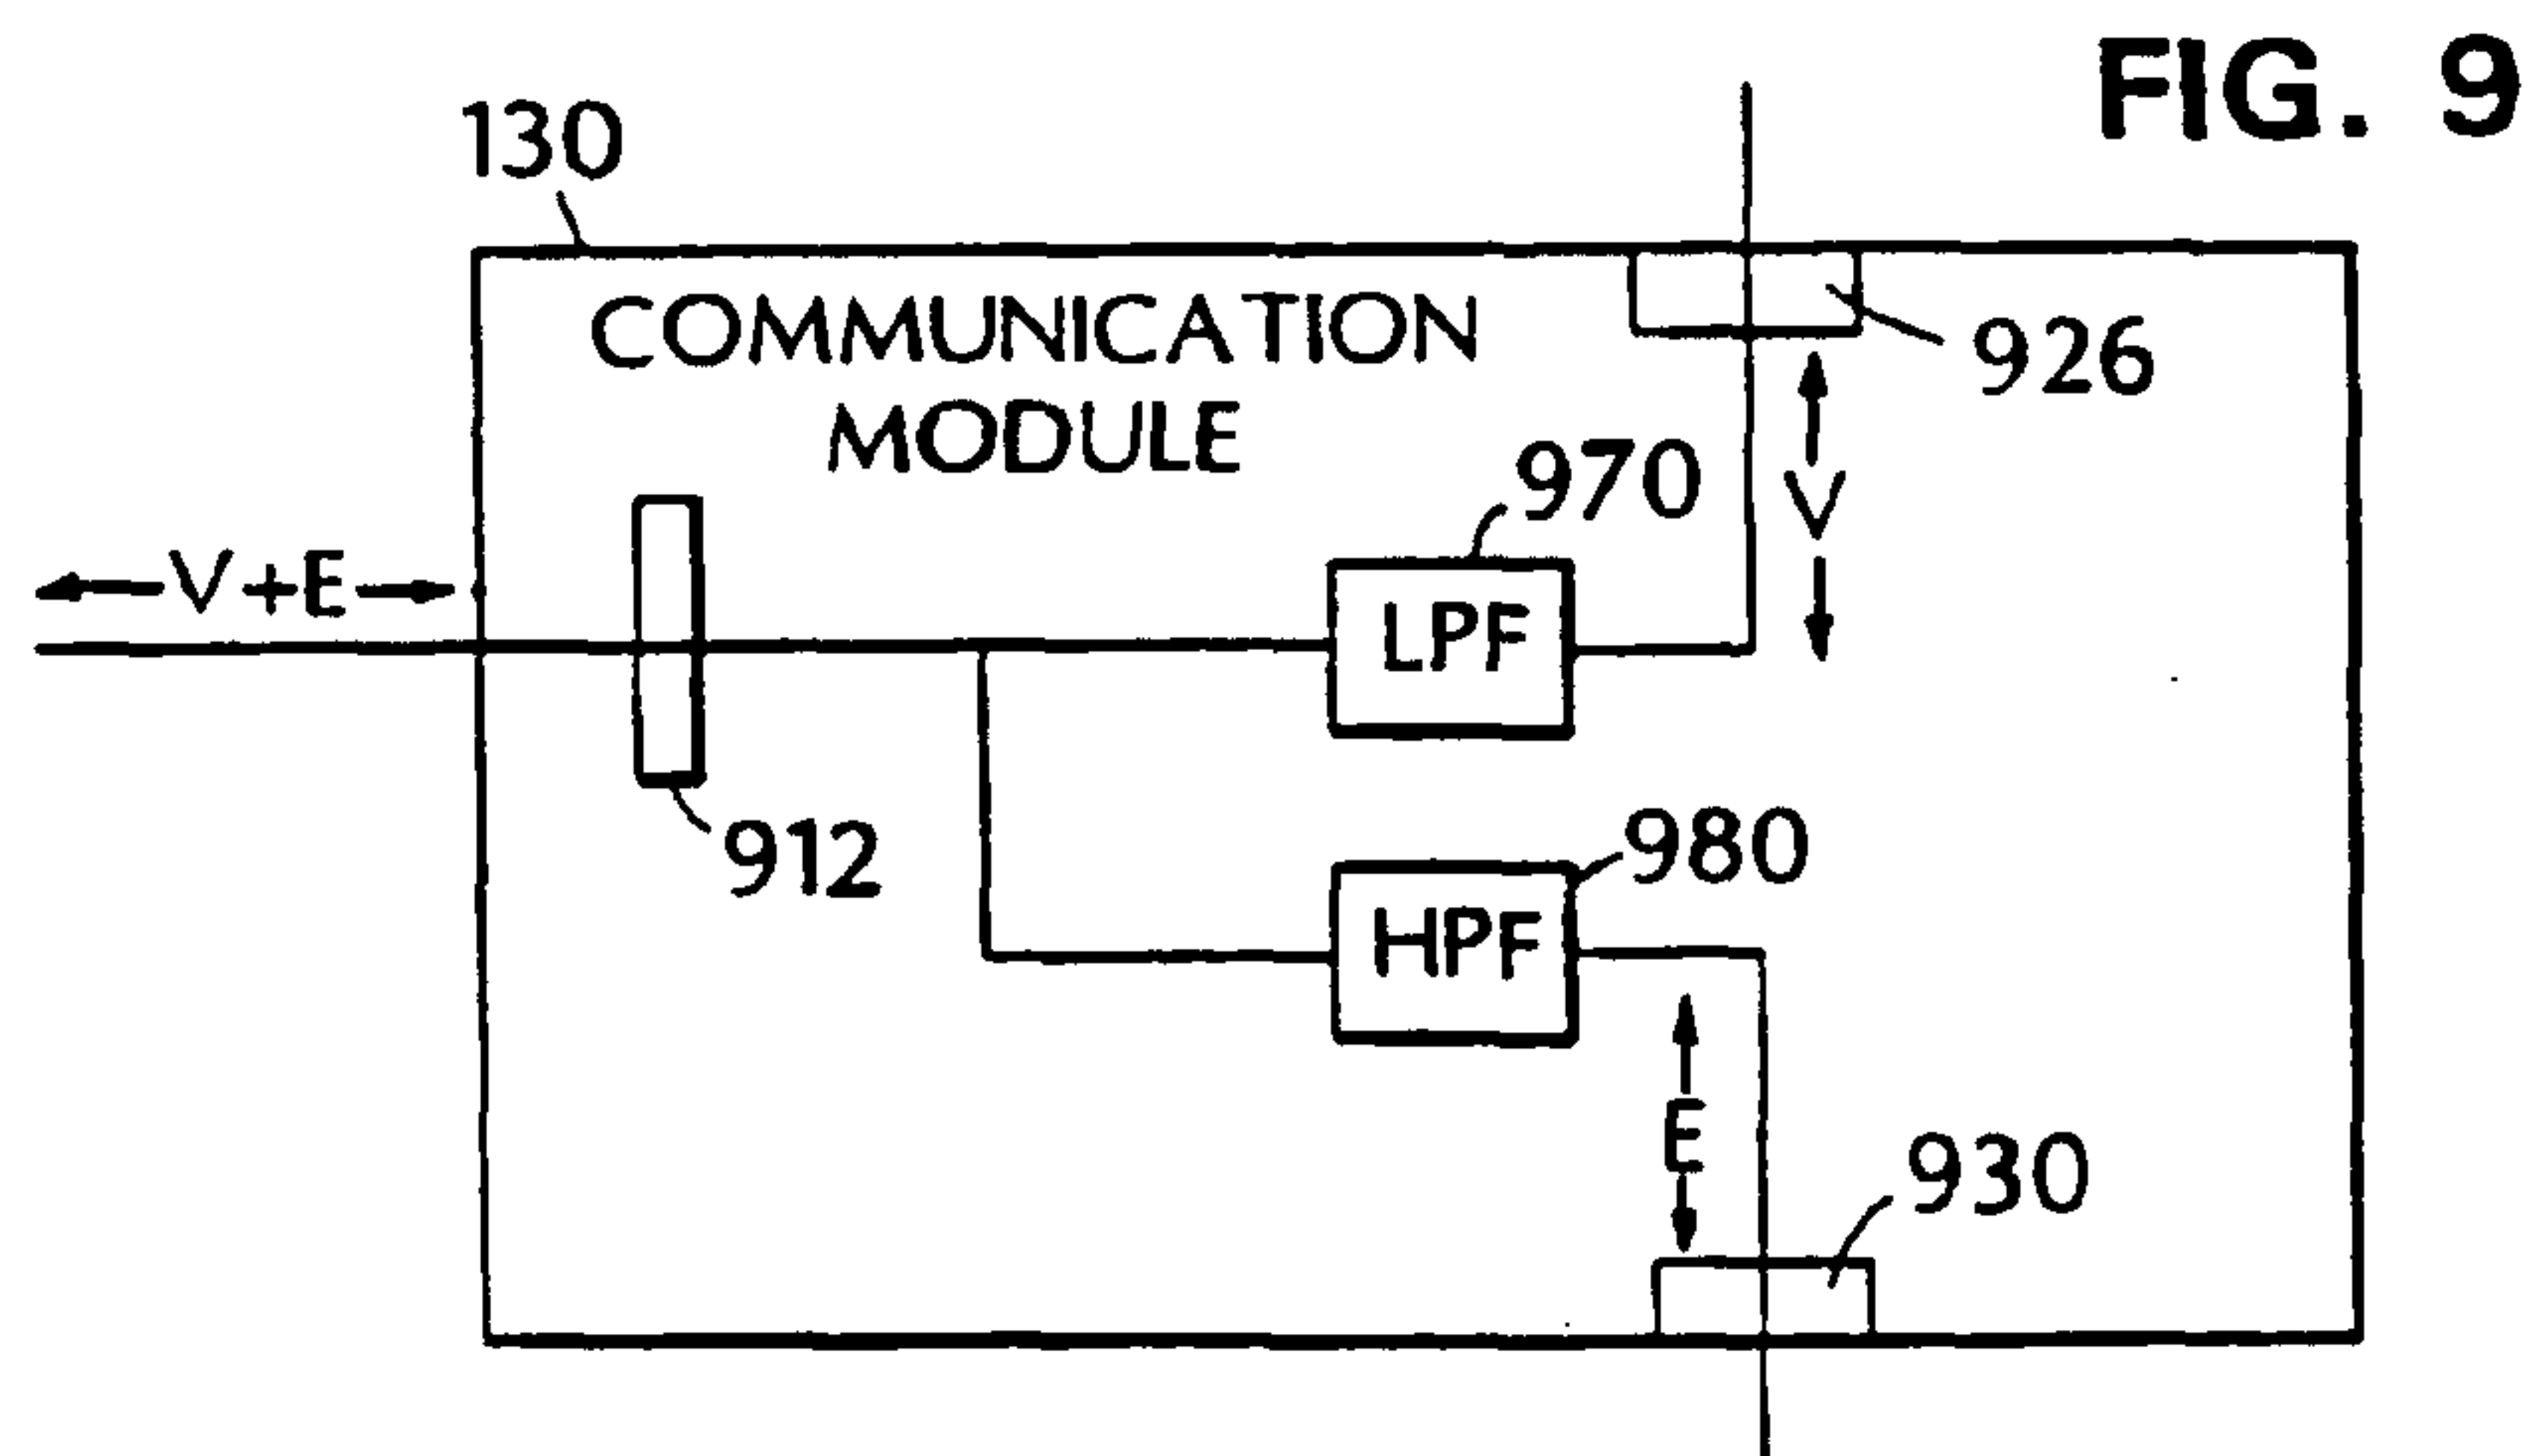 FIG. 9
130
COMMUNICATION
MODULE
926
970
V
V+E
LPF
912
980
HPF
E
930